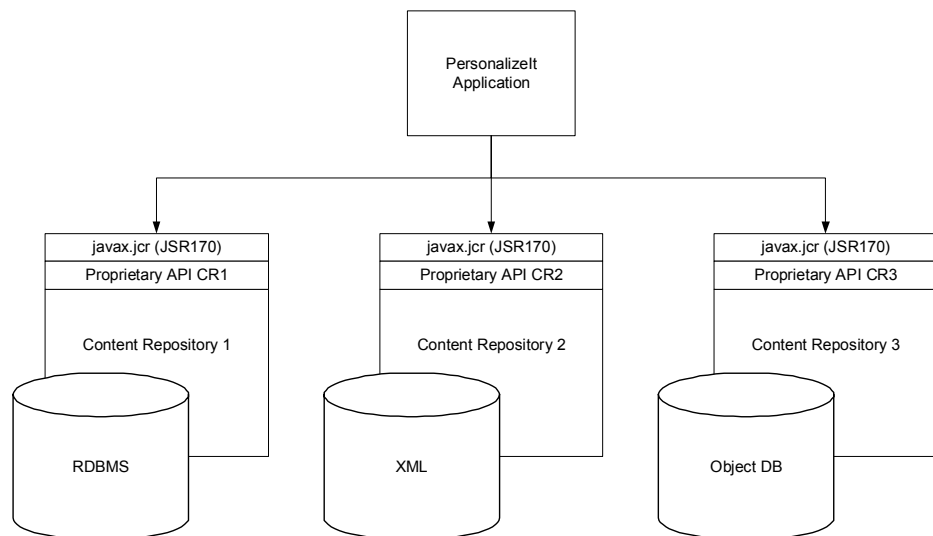 PersonalizeIt
Application
javax.jcr (JSR170)
javax.jcr (JSR170)
javax.jcr (JSR170)
Proprietary API CR1
Proprietary API CR2
Proprietary API CR3
Content Repository 1
Content Repository 2
Content Repository 3
RDBMS
XML
Object DB